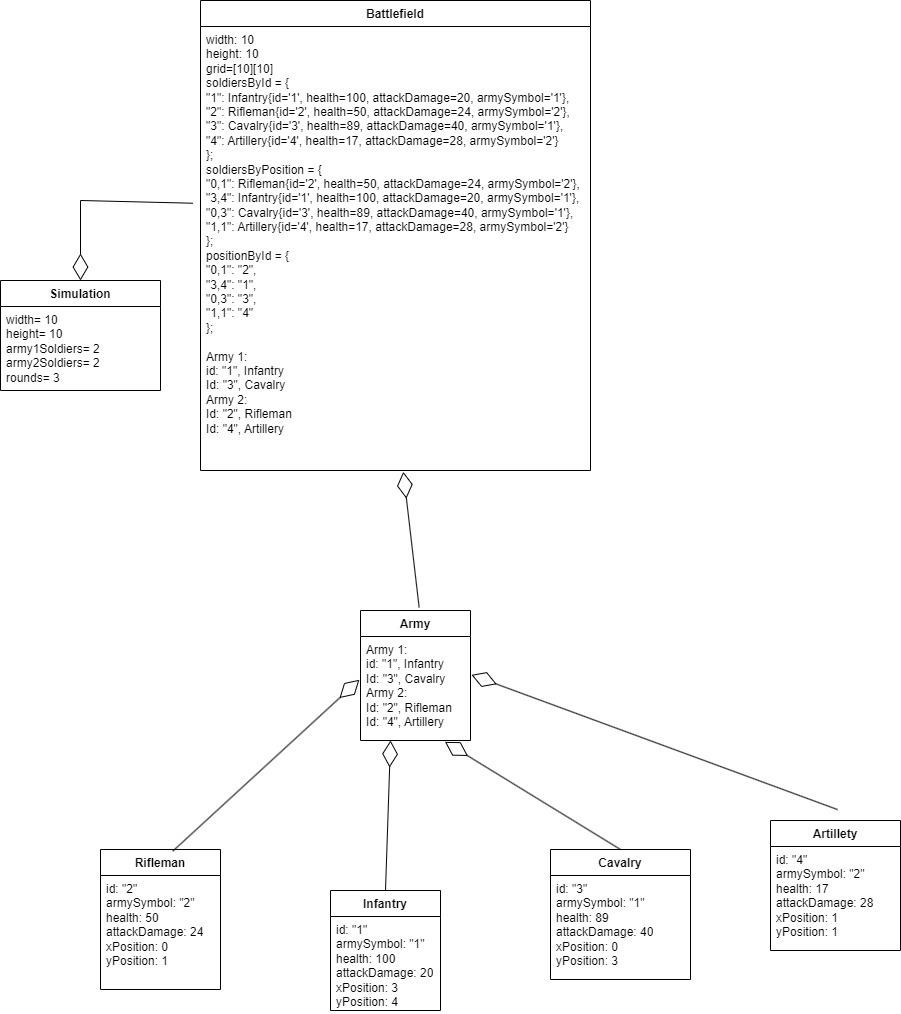 Battlefield
width: 10
height: 10
grid=[10][10]
soldiersById = {
"1": Infantry{id='1', health=100, attackDamage=20, armySymbol='1'},
"2": Rifleman{id='2', health=50, attackDamage=24, armySymbol='2'},
"3": Cavalry{id='3', health=89, attackDamage=40, armySymbol='1'},
"4": Artillery{id='4', health=17, attackDamage=28, armySymbol='2'}
};
soldiersByPosition = {
"0,1": Rifleman{id='2', health=50, attackDamage=24, armySymbol='2'},
"3,4": Infantry{id='1', health=100, attackDamage=20, armySymbol='1'},
"0,3": Cavalry{id='3', health=89, attackDamage=40, armySymbol='1'},
"1,1": Artillery{id='4', health=17, attackDamage=28, armySymbol='2'}
};
positionById = {
"0,1": "2",
"3,4": "1",
"0,3": "3",
"1,1": "4"
};
Army 1:
id: "1", Infantry
Id: "3", Cavalry
Army 2:
Id: "2", Rifleman
Id: "4", Artillery
Simulation
width= 10
height= 10
army1Soldiers= 2
army2Soldiers= 2
rounds= 3
Army
Army 1:
id: "1", Infantry
Id: "3", Cavalry
Army 2:
Id: "2", Rifleman
Id: "4", Artillery
Rifleman
id: "2"
armySymbol: "2"
health: 50
attackDamage: 24
xPosition: 0
yPosition: 1
Infantry
id: "1"
armySymbol: "1"
health: 100
attackDamage: 20
xPosition: 3
yPosition: 4
Cavalry
id: "3"
armySymbol: "1"
health: 89
attackDamage: 40
xPosition: 0
yPosition: 3
Artillety
id: "4"
armySymbol: "2"
health: 17
attackDamage: 28
xPosition: 1
yPosition: 1